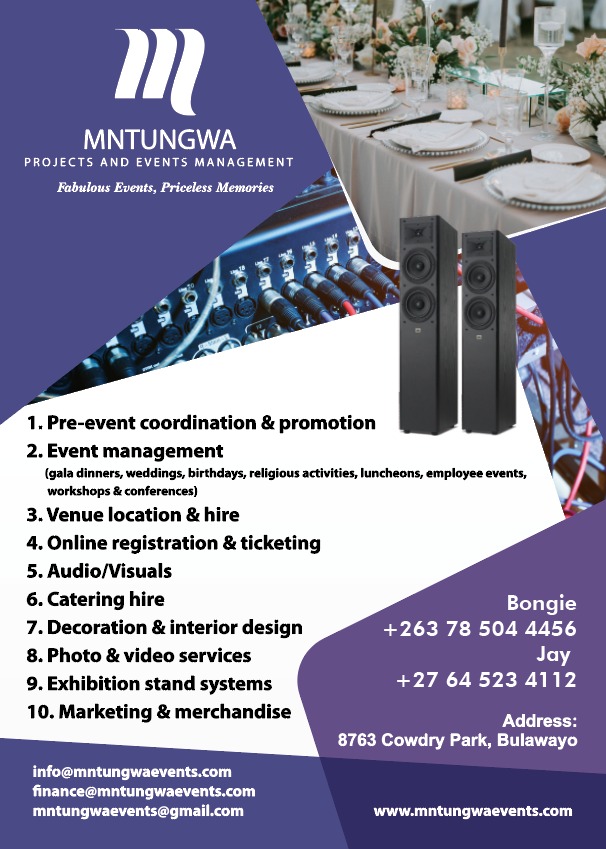 m
MNTUNGWA
PROJECTS AND EVENTS MANAGEMENT
Fabulous Events, Priceless Memories
1. Pre-event coordination & promotion
2. Event management
(gala dinners, weddings, birthdays, religious activities, luncheons, employee events,
workshops & conferences)
3. Venue location & hire
4. Online registration & ticketing
5. Audio/Visuals
6. Catering hire
7. Decoration & interior design
8. Photo & video services
9. Exhibition stand systems
10. Marketing & merchandise
Bongie
+263 78 504 4456
Jay
+27 64 523 4112
Address:
8763 Cowdry Park, Bulawayo
info@mntungwaevents.com
finance@mntungwaevents.com
mntungwaevents@gmail.com
www.mntungwaevents.com